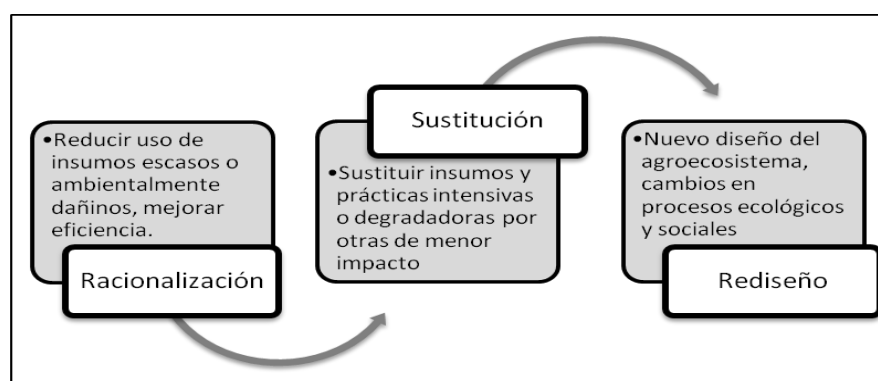 •Reducir uso de
insumos escasos o
ambientalmente
dañinos, mejorar
eficiencia.
Racionalización
Sustitución
•Sustituir insumos y
prácticas intensivas
o degradadoras por
otras de menor
impacto
•Nuevo diseño del
agroecosistema,
cambios en
procesos ecológicos
y sociales
Rediseño